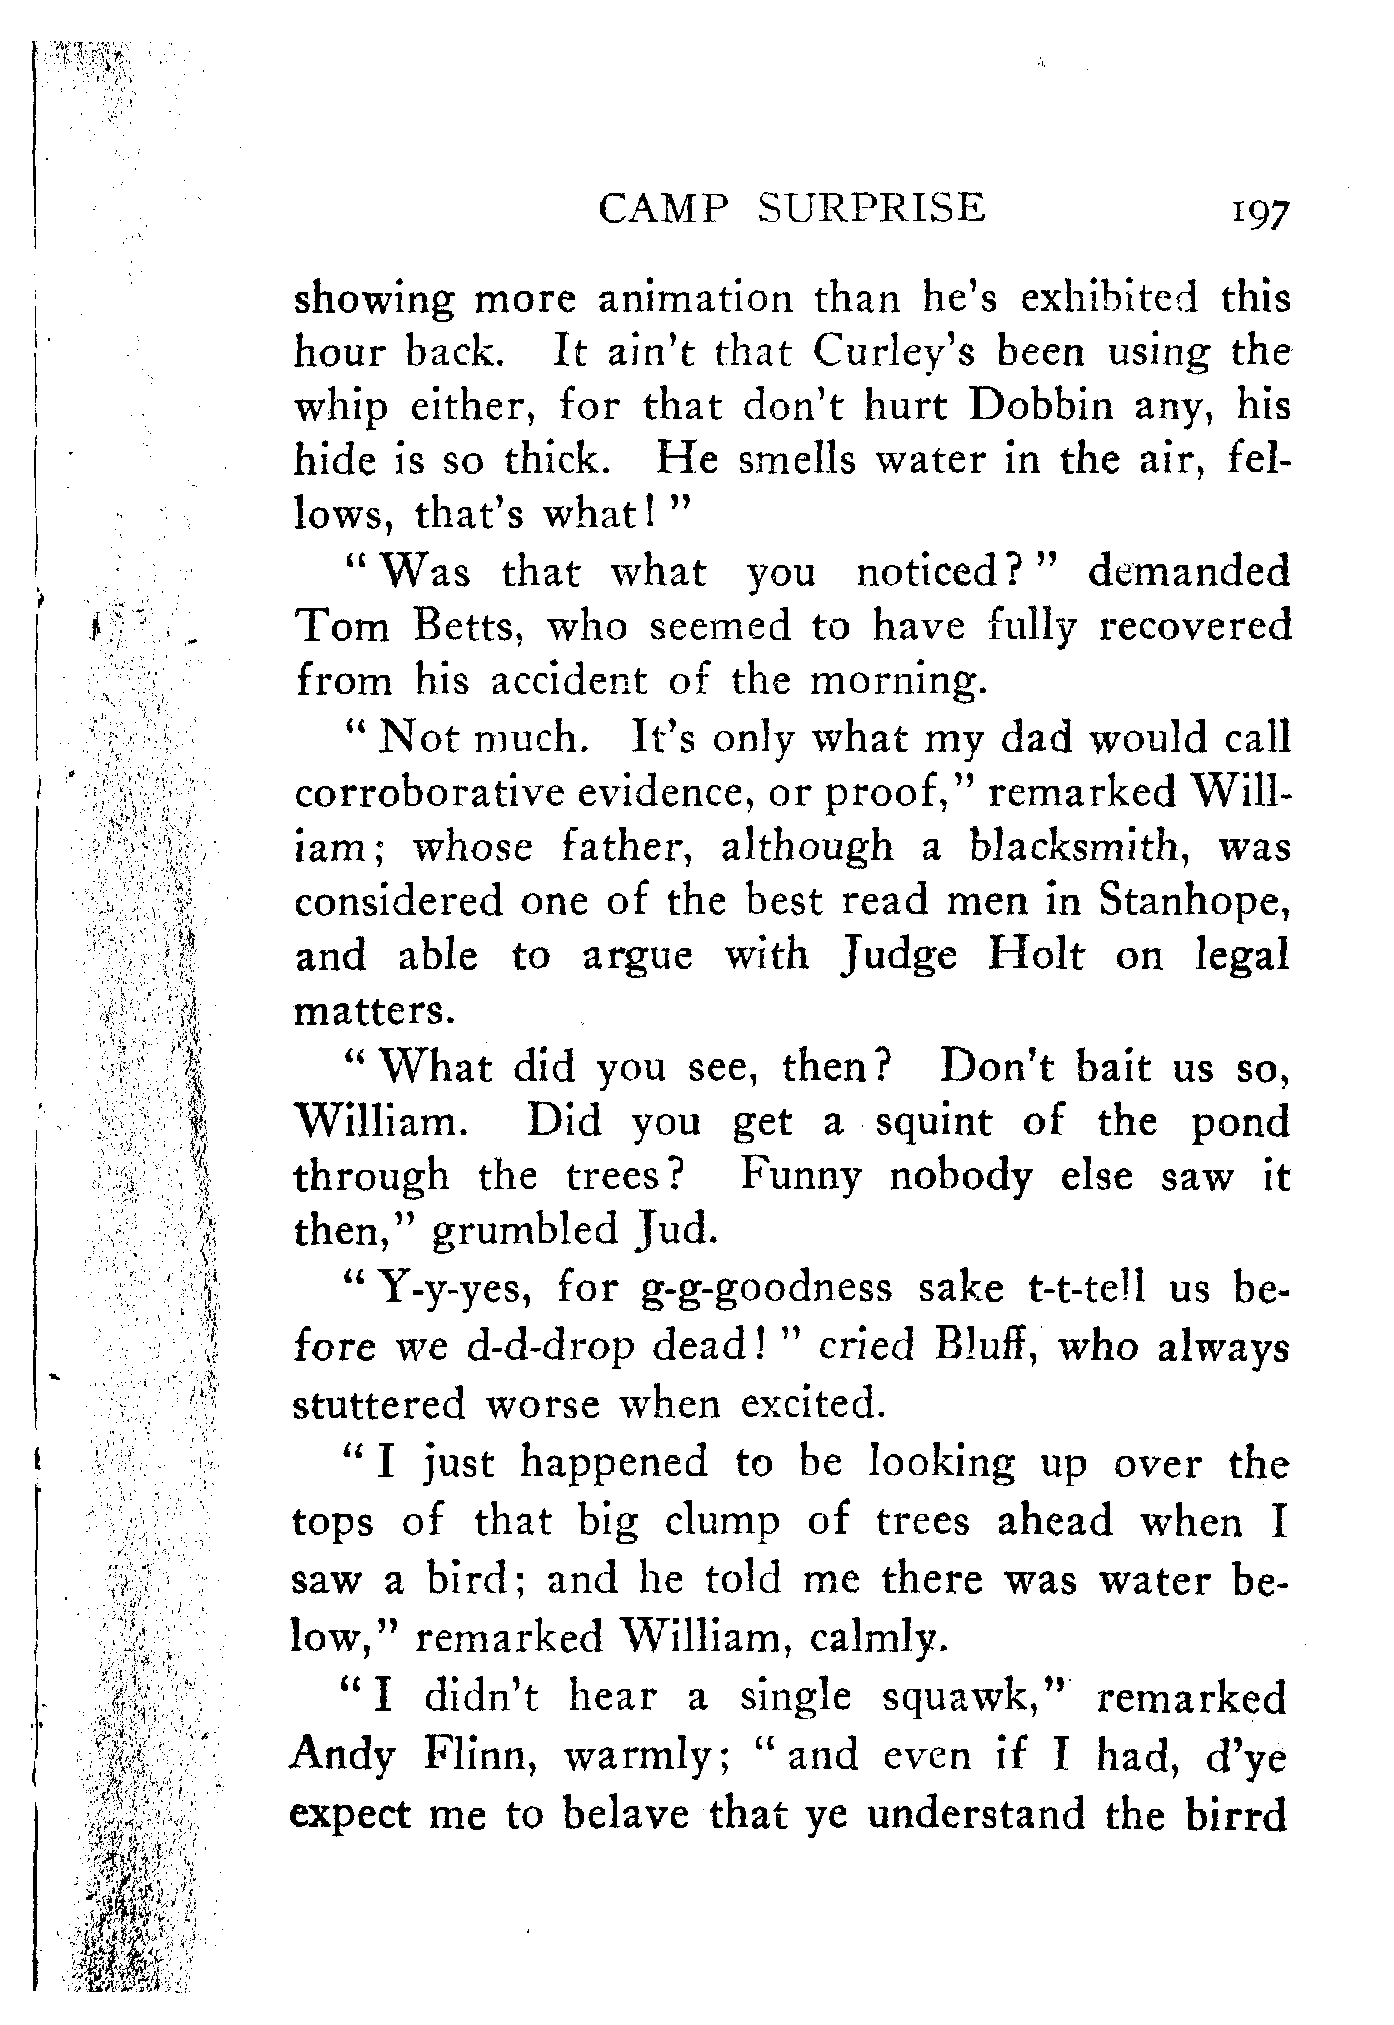 CAMP SURPRISE 197
showing more animation than he's exhibited this
hour back. It ain't that Curley's been using the
whip either, for that don't hurt Dobbin any, his
hide is so thick. He smells water in the air, fel-
lows, that's what! "
" Was that what you noticed? " demanded
Tom Betts, who seemed to have fully recovered
from his accident of the morning.
" Not much. It's only what my dad would call
corroborative evidence, or proof," remarked Will-
iam; whose father, although a blacksmith, was
considered one of the best read men in Stanhope,
and able to argue with Judge Holt on legal
matters.
" What did you see, then? Don't bait us so,
William. Did you get a squint of the pond
through the trees? Funny nobody else saw it
then," grumbled Jud.
" Y-y-yes, for g-g-goodness sake t-t-tell us be-
fore we d-d-drop dead! " cried Bluff, who always
stuttered worse when excited.
" I just happened to be looking up over the
tops of that big clump of trees ahead when I
saw a bird; and he told me there was water be-
low," remarked William, calmly.
" I didn't hear a single squawk," remarked
Andy Flinn, warmly; " and even if I had, d'ye
expect me to belave that ye understand the birrd